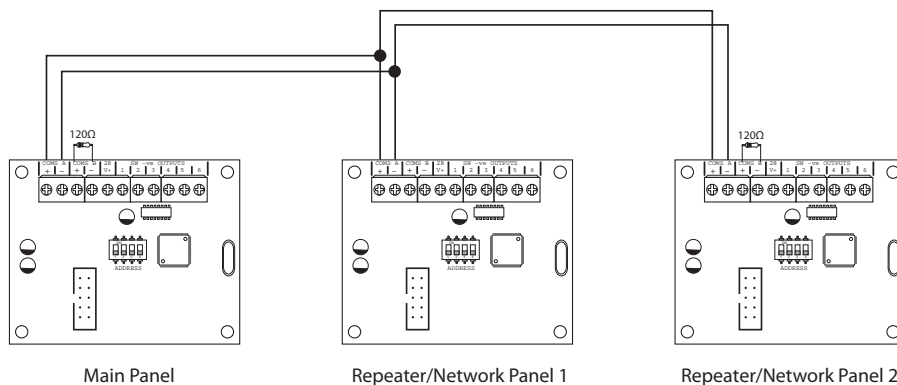 120Ω
120Ω
COMS A COMS B 28 SW -ve OUTPUTS
+ - + - V+ 1 2 3 4 5 6
COMS A COMS B 28 SW -ve OUTPUTS
+ - + - V+ 1 2 3 4 5 6
COMS A COMS B 28 SW -ve OUTPUTS
+ - + - V+ 1 2 3 4 5 6
ADDRESS
ADDRESS
ADDRESS
Main Panel
Repeater/Network Panel 1
Repeater/Network Panel 2